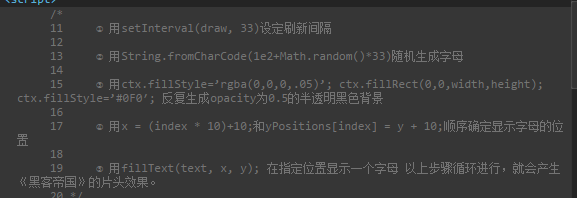 <script>
/*
11 ☺ 用setInterval(draw, 33)设定刷新间隔
12
13 ☺ 用String.fromCharCode(1e2+Math.random()*33)随机生成字母
14
15 ☺ 用ctx.fillStyle='rgba(0,0,0,.05)'; ctx.fillRect(0,0,width,height);
ctx.fillStyle='#0F0'; 反复生成opacity为0.5的半透明黑色背景
16
17 ☺ 用x = (index * 10)+10;和yPositions[index] = y + 10;顺序确定显示字母的位
置
18
19 ☺ 用fillText(text, x, y); 在指定位置显示一个字母 以上步骤循环进行，就会产生
《黑客帝国》的片头效果。
20 */